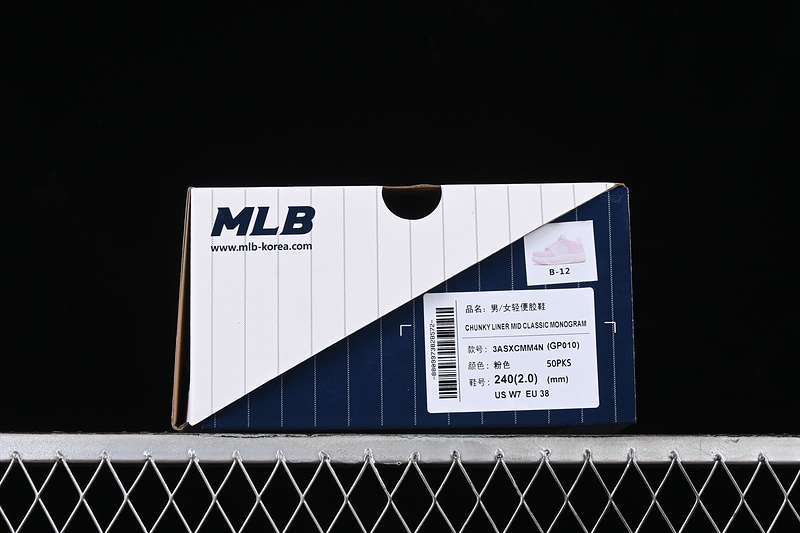 MLB
www.mlb-korea.com
B-12
品名: 男/女轻便胶鞋
CHUNKY LINER MID CLASSIC MONOGRAM
款号: 3ASXCMM4N (GP010)
颜色: 粉色 50PKS
鞋号: 240(2.0) (mm)
US W7 EU 38